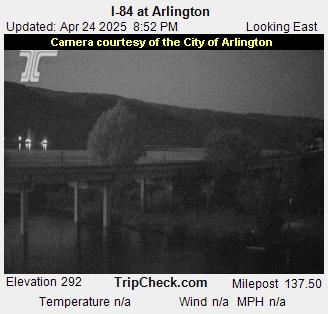 I-84 at Arlington
Updated: Apr 24 2025 8:52 PM Looking East
Camera courtesy of the City of Arlington
Elevation 292 TripCheck.com Milepost 137.50
Temperature n/a Wind n/a MPH n/a